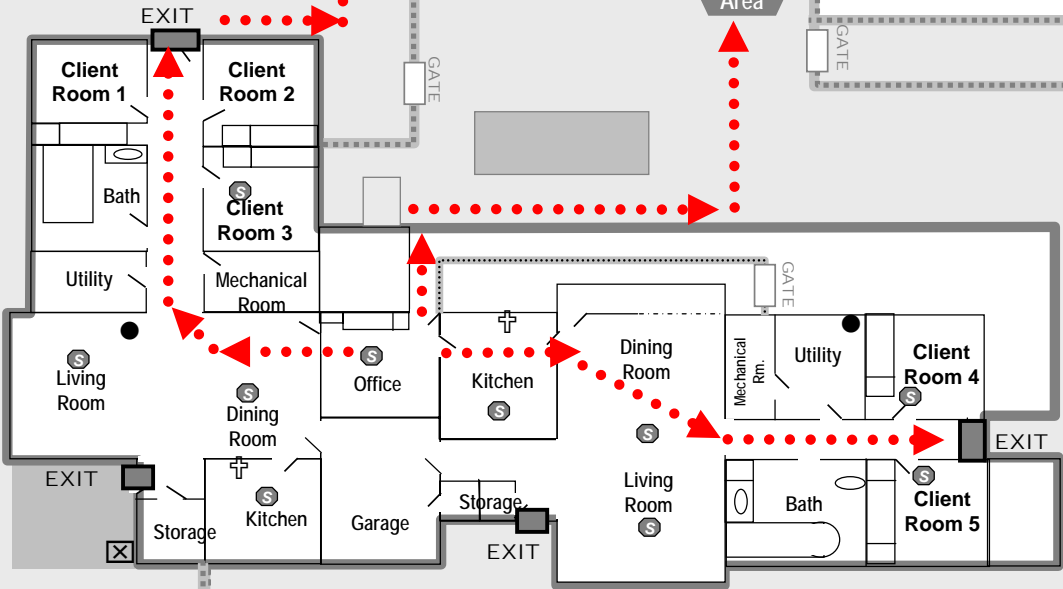 Area
EXIT
GATE
GATE
Client
Room 1
Client
Room 2
Bath
S
Client
Room 3
Utility
Mechanical
Room
GATE
S
Living
Room
S
Office
S
Dining
Room
Kitchen
S
Dining
Room
S
Mechanical
Rm.
Utility
Client
Room 4
S
EXIT
EXIT
S
Kitchen
Storage
Garage
Storage
EXIT
Living
Room
S
Bath
S
Client
Room 5